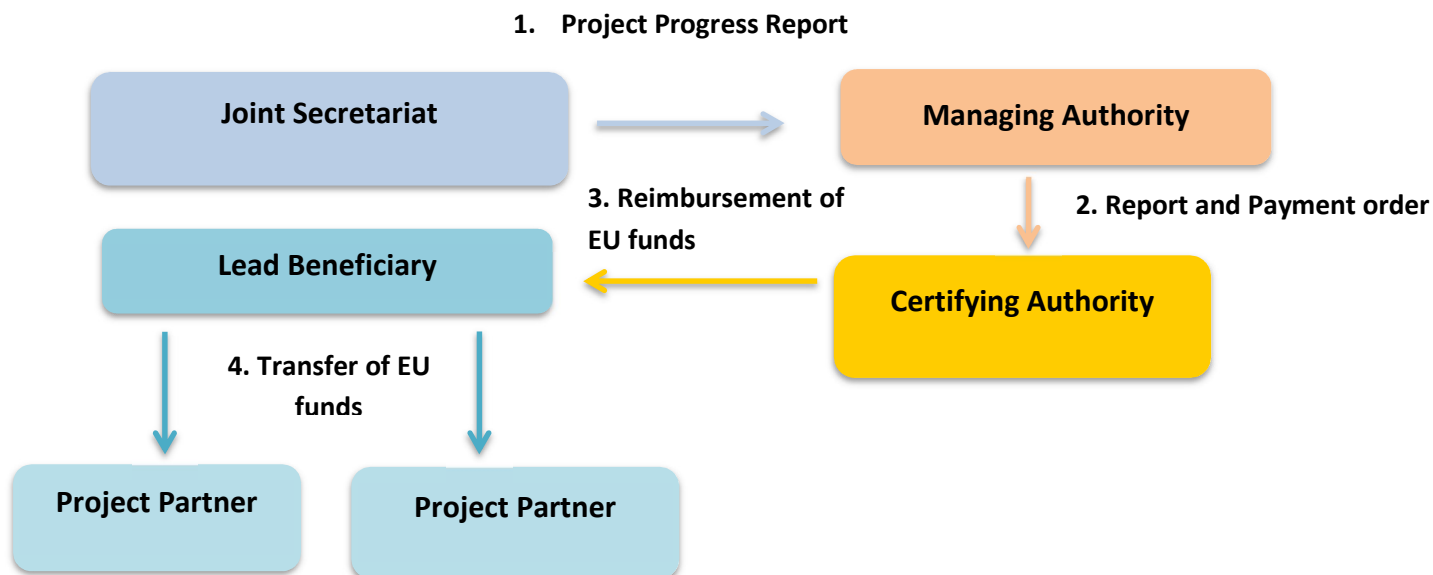 1. Project Progress Report
Joint Secretariat
Managing Authority
3. Reimbursement of
EU funds
2. Report and Payment order
Lead Beneficiary
Certifying Authority
4. Transfer of EU
funds
Project Partner
Project Partner